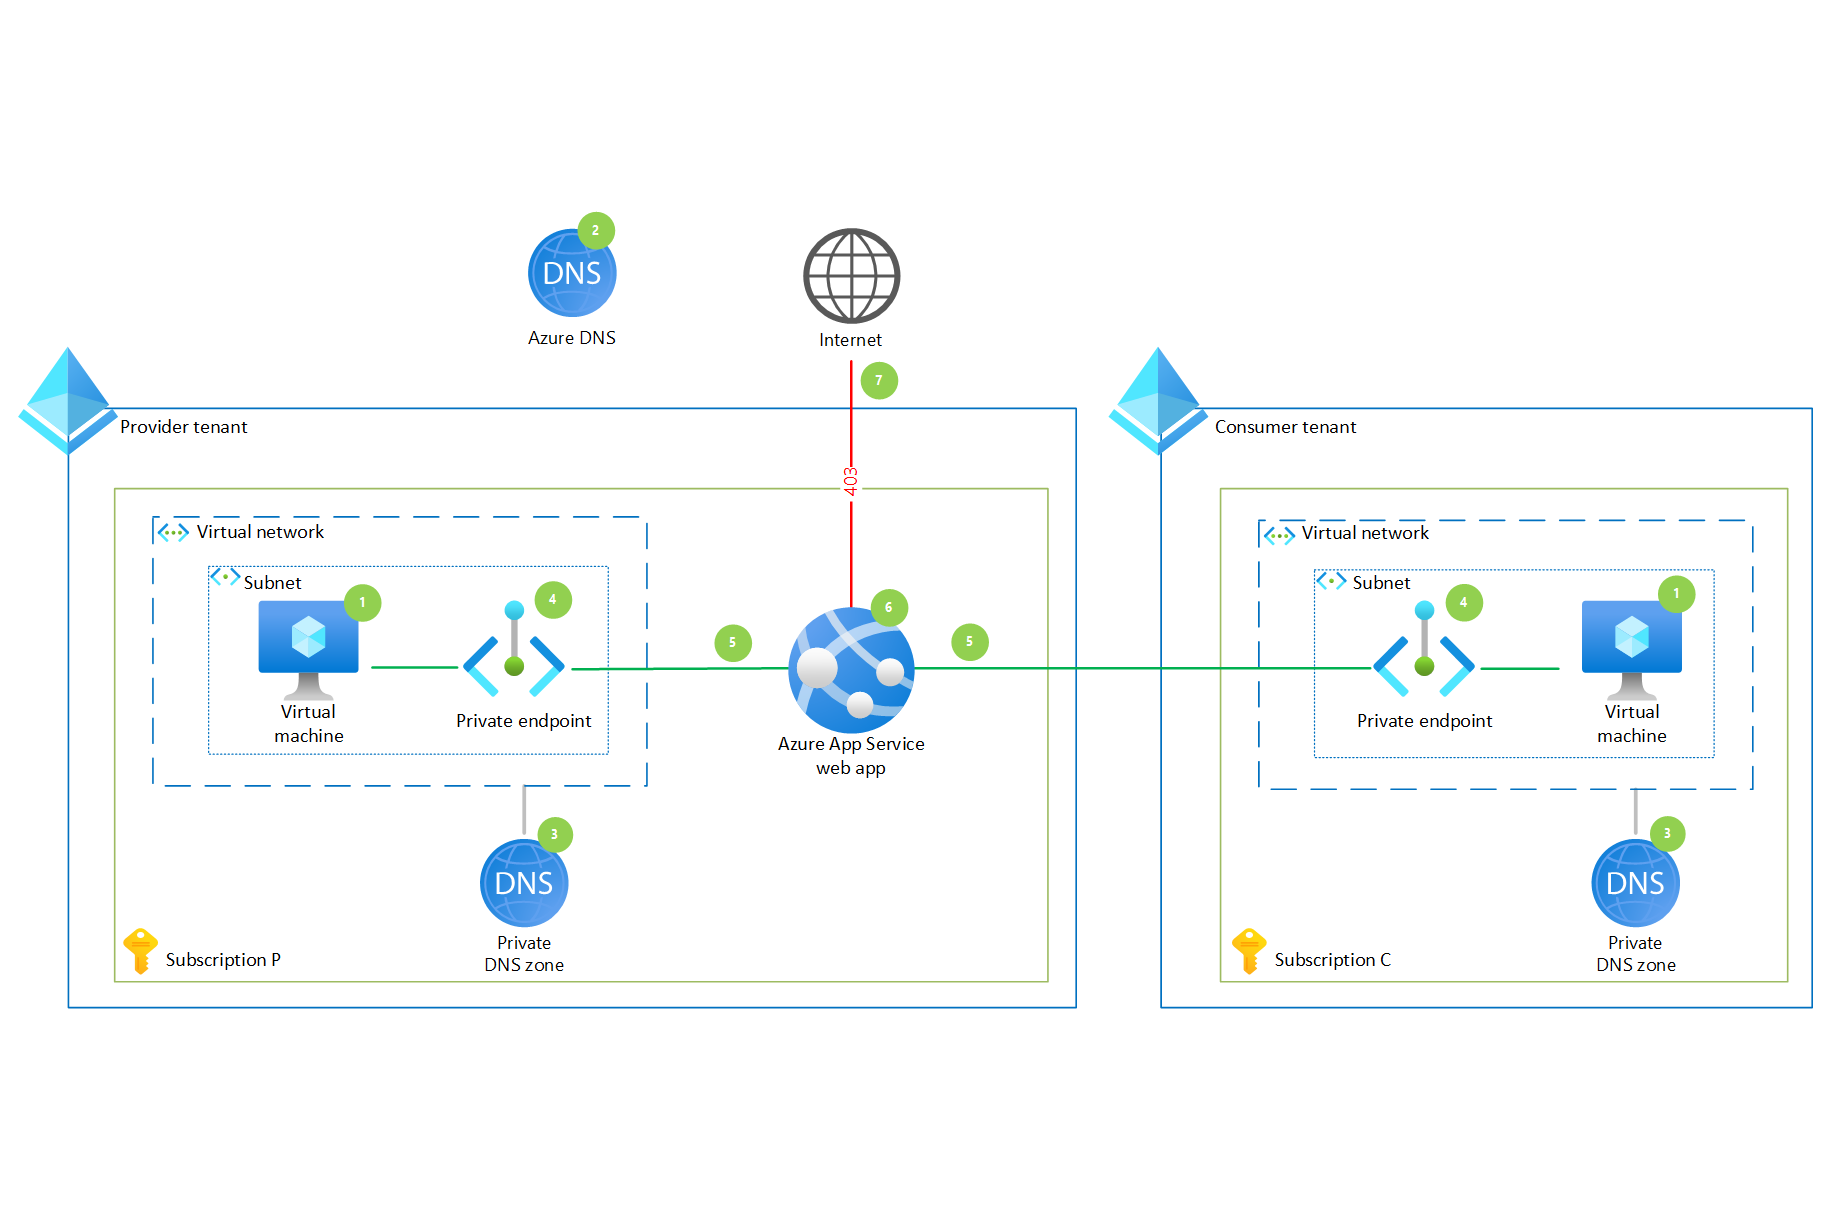 2
DNS
Azure DNS
Internet
7
Provider tenant
Consumer tenant
403
Virtual network
Subnet
1
4
Virtual
machine
Private endpoint
5
6
5
Azure App Service
web app
Virtual network
Subnet
4
1
Private endpoint
Virtual
machine
3
DNS
Private
DNS zone
Subscription P
3
DNS
Private
DNS zone
Subscription C